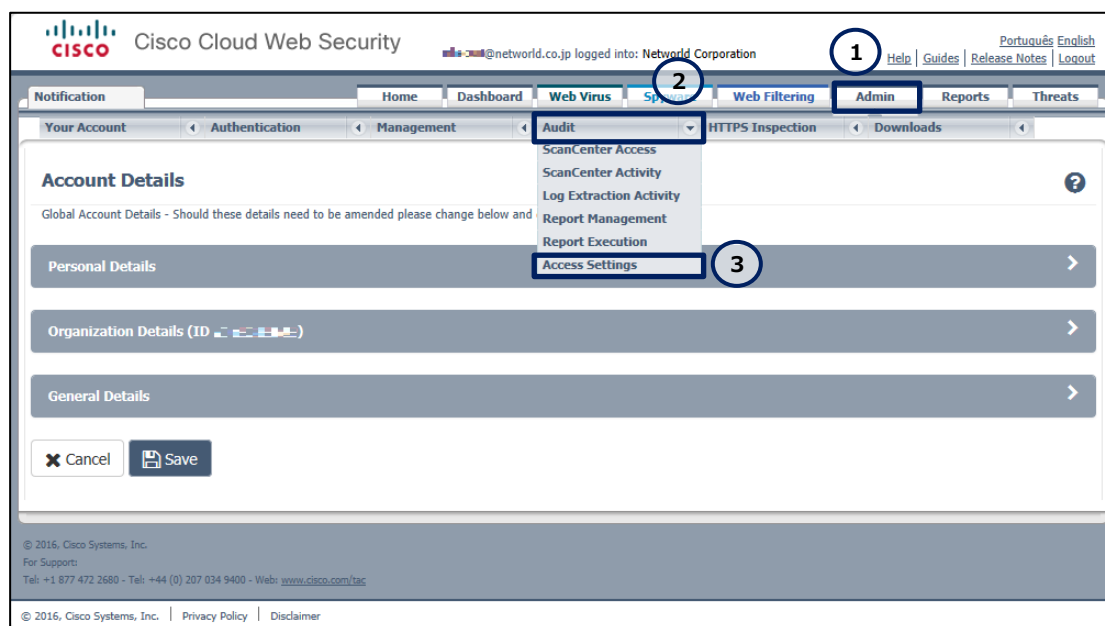 CISCO Cisco Cloud Web Security
@networld.co.jp logged into: Networld Corporation
1
Português English
Help | Guides | Release Notes | Logout
2
Notification Home Dashboard Web Virus Web Filtering Admin Reports Threats
Your Account Authentication Management Audit HTTPS Inspection Downloads
ScanCenter Access
ScanCenter Activity
Log Extraction Activity
Report Management
Report Execution
Access Settings
3
Account Details
Global Account Details - Should these details need to be amended please change below and
Personal Details
Organization Details (ID )
General Details
Cancel Save
© 2016, Cisco Systems, Inc.
For Support:
Tel: +1 877 472 2680 - Tel: +44 (0) 207 034 9400 - Web: www.cisco.com/tac
© 2016, Cisco Systems, Inc. | Privacy Policy | Disclaimer